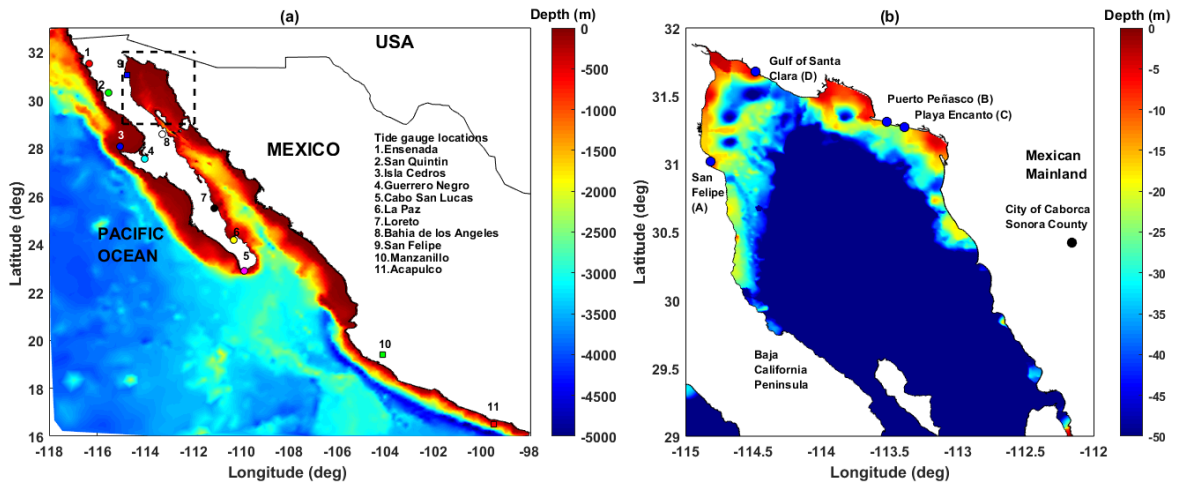 (a)
Depth (m)
USA
MEXICO
PACIFIC
OCEAN
Tide gauge locations
1.Ensenada
2.San Quintin
3.Isla Cedros
4.Guerrero Negro
5.Cabo San Lucas
6.La Paz
7.Loreto
8.Bahia de los Angeles
9.San Felipe
10.Manzanillo
11.Acapulco
1
2
3
4
5
6
7
8
9
10
11
Latitude (deg)
32
30
28
26
24
22
20
18
16
-118
-116
-114
-112
-110
-108
-106
-104
-102
-100
-98
Longitude (deg)
0
-500
-1000
-1500
-2000
-2500
-3000
-3500
-4000
-4500
-5000
(b)
Depth (m)
Gulf of Santa
Clara (D)
Puerto Peñasco (B)
Playa Encanto (C)
San
Felipe
(A)
Mexican
Mainland
City of Caborca
Sonora County
Baja
California
Peninsula
Latitude (deg)
32
31.5
31
30.5
30
29.5
29
-115
-114.5
-114
-113.5
-113
-112.5
-112
Longitude (deg)
0
-5
-10
-15
-20
-25
-30
-35
-40
-45
-50